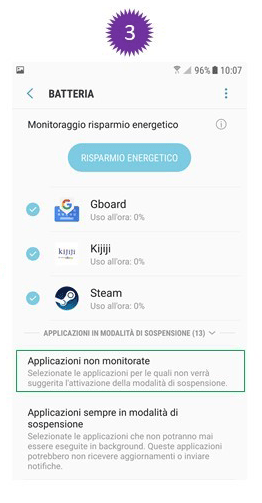 3
96% 10:07
BATTERIA
Monitoraggio risparmio energetico
RISPARMIO ENERGETICO
Gboard
Uso all'ora: 0%
kijiji
Kijiji
Uso all'ora: 0%
Steam
Uso all'ora: 0%
APPLICAZIONI IN MODALITÀ DI SOSPENSIONE (13)
Applicazioni non monitorate
Selezionate le applicazioni per le quali non verrà
suggerita l'attivazione della modalità di sospensione.
Applicazioni sempre in modalità di
sospensione
Selezionate le applicazioni che non potranno mai
essere eseguite in background. Queste applicazioni
potrebbero non ricevere aggiornamenti o inviare
notifiche.